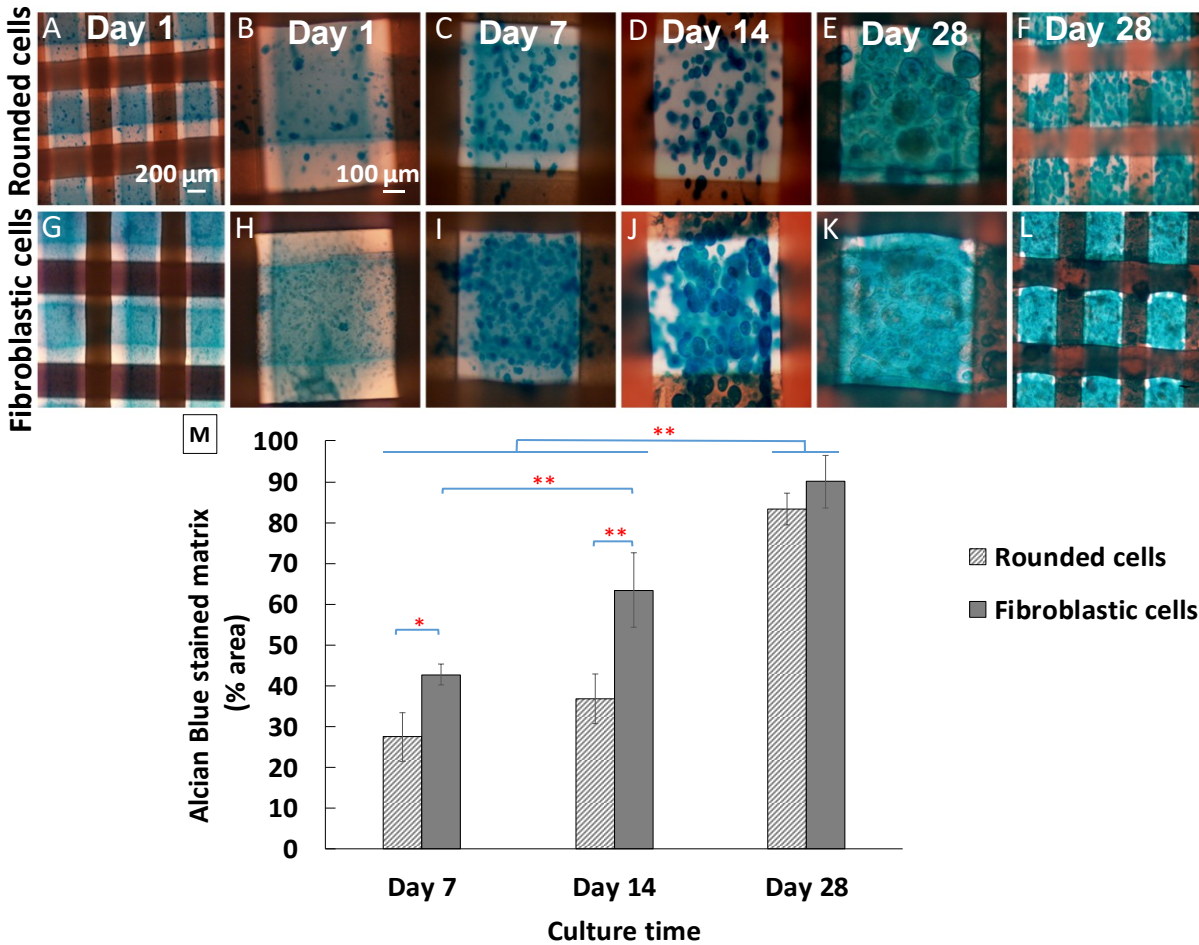 Rounded cells
A Day 1
B Day 1
C Day 7
D Day 14
E Day 28
F Day 28
200 µm
100 µm
Fibroblastic cells
G
H
I
J
K
L
M
Alcian Blue stained matrix
(% area)
100
90
80
70
60
50
40
30
20
10
0
**
**
**
*
Rounded cells
Fibroblastic cells
Day 7
Day 14
Day 28
Culture time